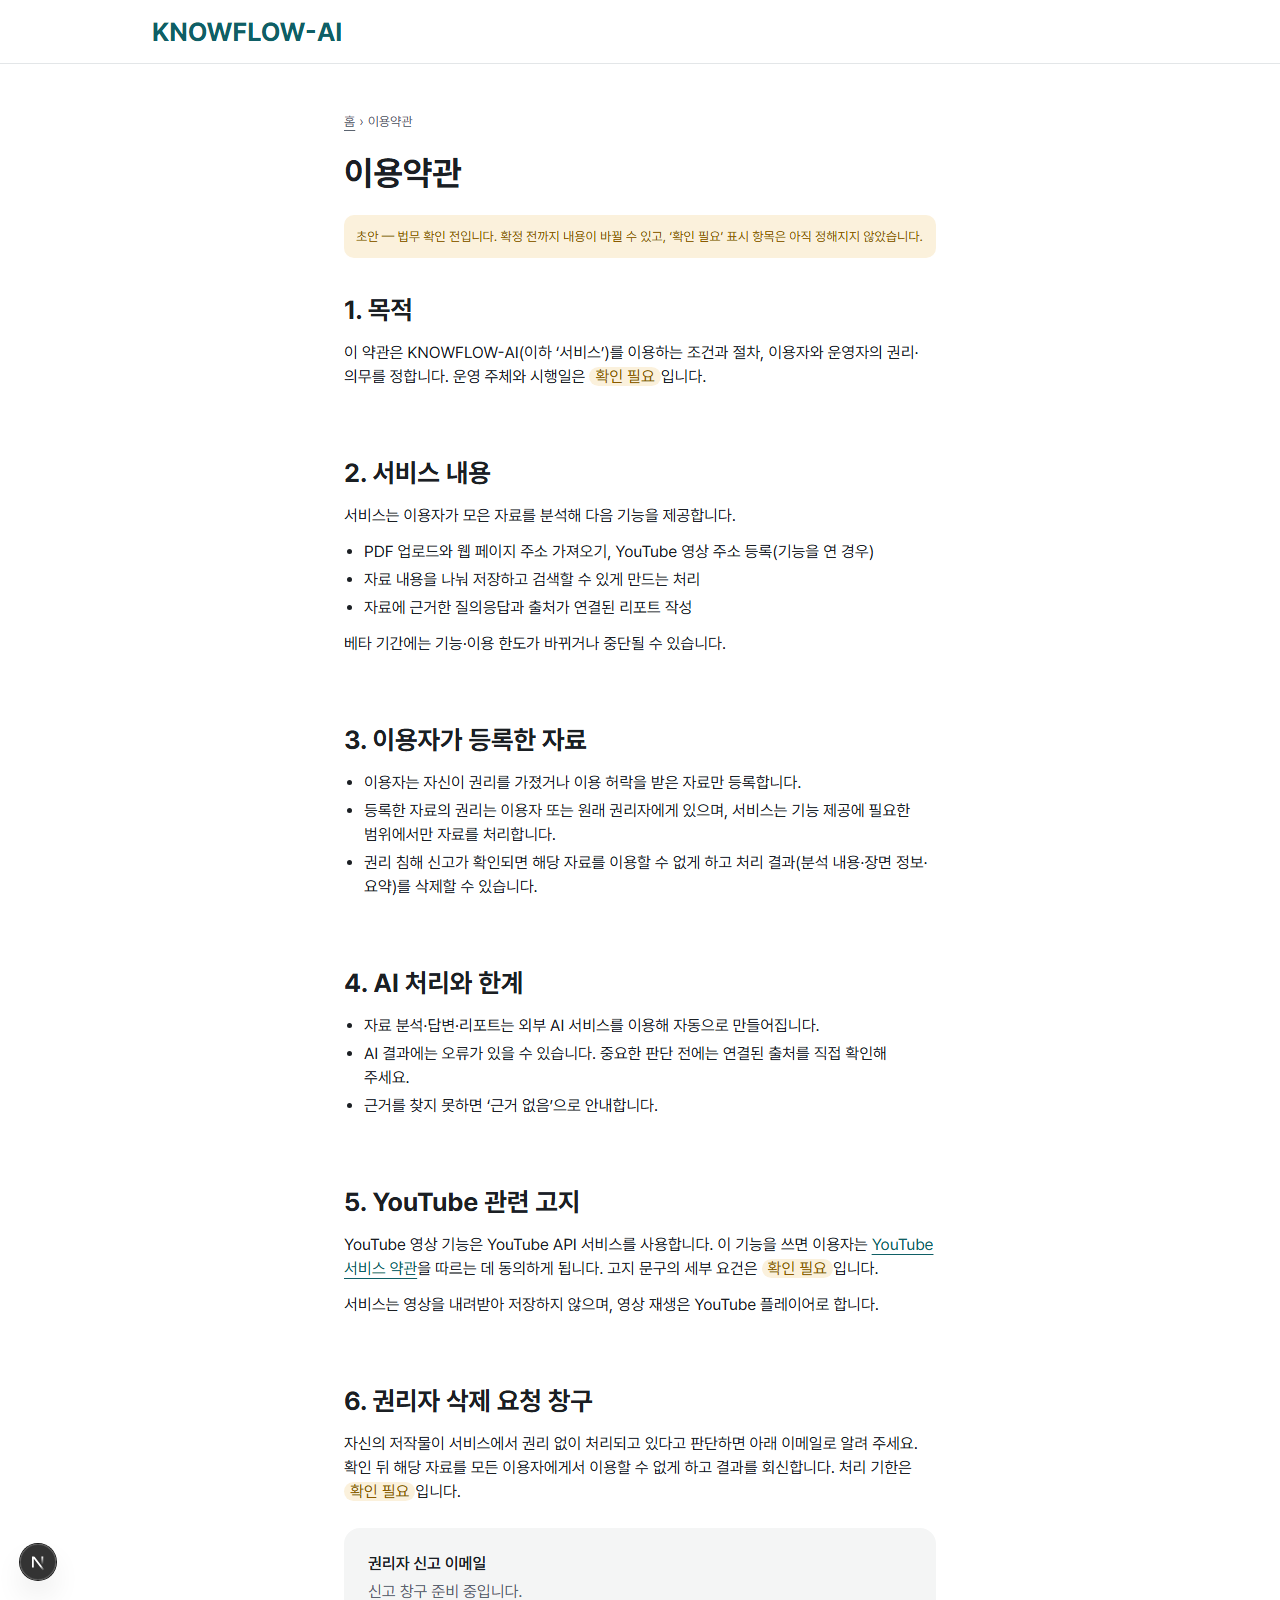 KNOWFLOW-AI
홈 › 이용약관
이용약관
초안 — 법무 확인 전입니다. 확정 전까지 내용이 바뀔 수 있고, ‘확인 필요’ 표시 항목은 아직 정해지지 않았습니다.
1. 목적
이 약관은 KNOWFLOW-AI(이하 ‘서비스’)를 이용하는 조건과 절차, 이용자와 운영자의 권리·
의무를 정합니다. 운영 주체와 시행일은 확인 필요 입니다.
2. 서비스 내용
서비스는 이용자가 모은 자료를 분석해 다음 기능을 제공합니다.
• PDF 업로드와 웹 페이지 주소 가져오기, YouTube 영상 주소 등록(기능을 연 경우)
• 자료 내용을 나눠 저장하고 검색할 수 있게 만드는 처리
• 자료에 근거한 질의응답과 출처가 연결된 리포트 작성
베타 기간에는 기능·이용 한도가 바뀌거나 중단될 수 있습니다.
3. 이용자가 등록한 자료
• 이용자는 자신이 권리를 가졌거나 이용 허락을 받은 자료만 등록합니다.
• 등록한 자료의 권리는 이용자 또는 원래 권리자에게 있으며, 서비스는 기능 제공에 필요한
범위에서만 자료를 처리합니다.
• 권리 침해 신고가 확인되면 해당 자료를 이용할 수 없게 하고 처리 결과(분석 내용·장면 정보·
요약)를 삭제할 수 있습니다.
4. AI 처리와 한계
• 자료 분석·답변·리포트는 외부 AI 서비스를 이용해 자동으로 만들어집니다.
• AI 결과에는 오류가 있을 수 있습니다. 중요한 판단 전에는 연결된 출처를 직접 확인해
주세요.
• 근거를 찾지 못하면 ‘근거 없음’으로 안내합니다.
5. YouTube 관련 고지
YouTube 영상 기능은 YouTube API 서비스를 사용합니다. 이 기능을 쓰면 이용자는 YouTube
서비스 약관을 따르는 데 동의하게 됩니다. 고지 문구의 세부 요건은 확인 필요 입니다.
서비스는 영상을 내려받아 저장하지 않으며, 영상 재생은 YouTube 플레이어로 합니다.
6. 권리자 삭제 요청 창구
자신의 저작물이 서비스에서 권리 없이 처리되고 있다고 판단하면 아래 이메일로 알려 주세요.
확인 뒤 해당 자료를 모든 이용자에게서 이용할 수 없게 하고 결과를 회신합니다. 처리 기한은
확인 필요 입니다.
권리자 신고 이메일
신고 창구 준비 중입니다.
N